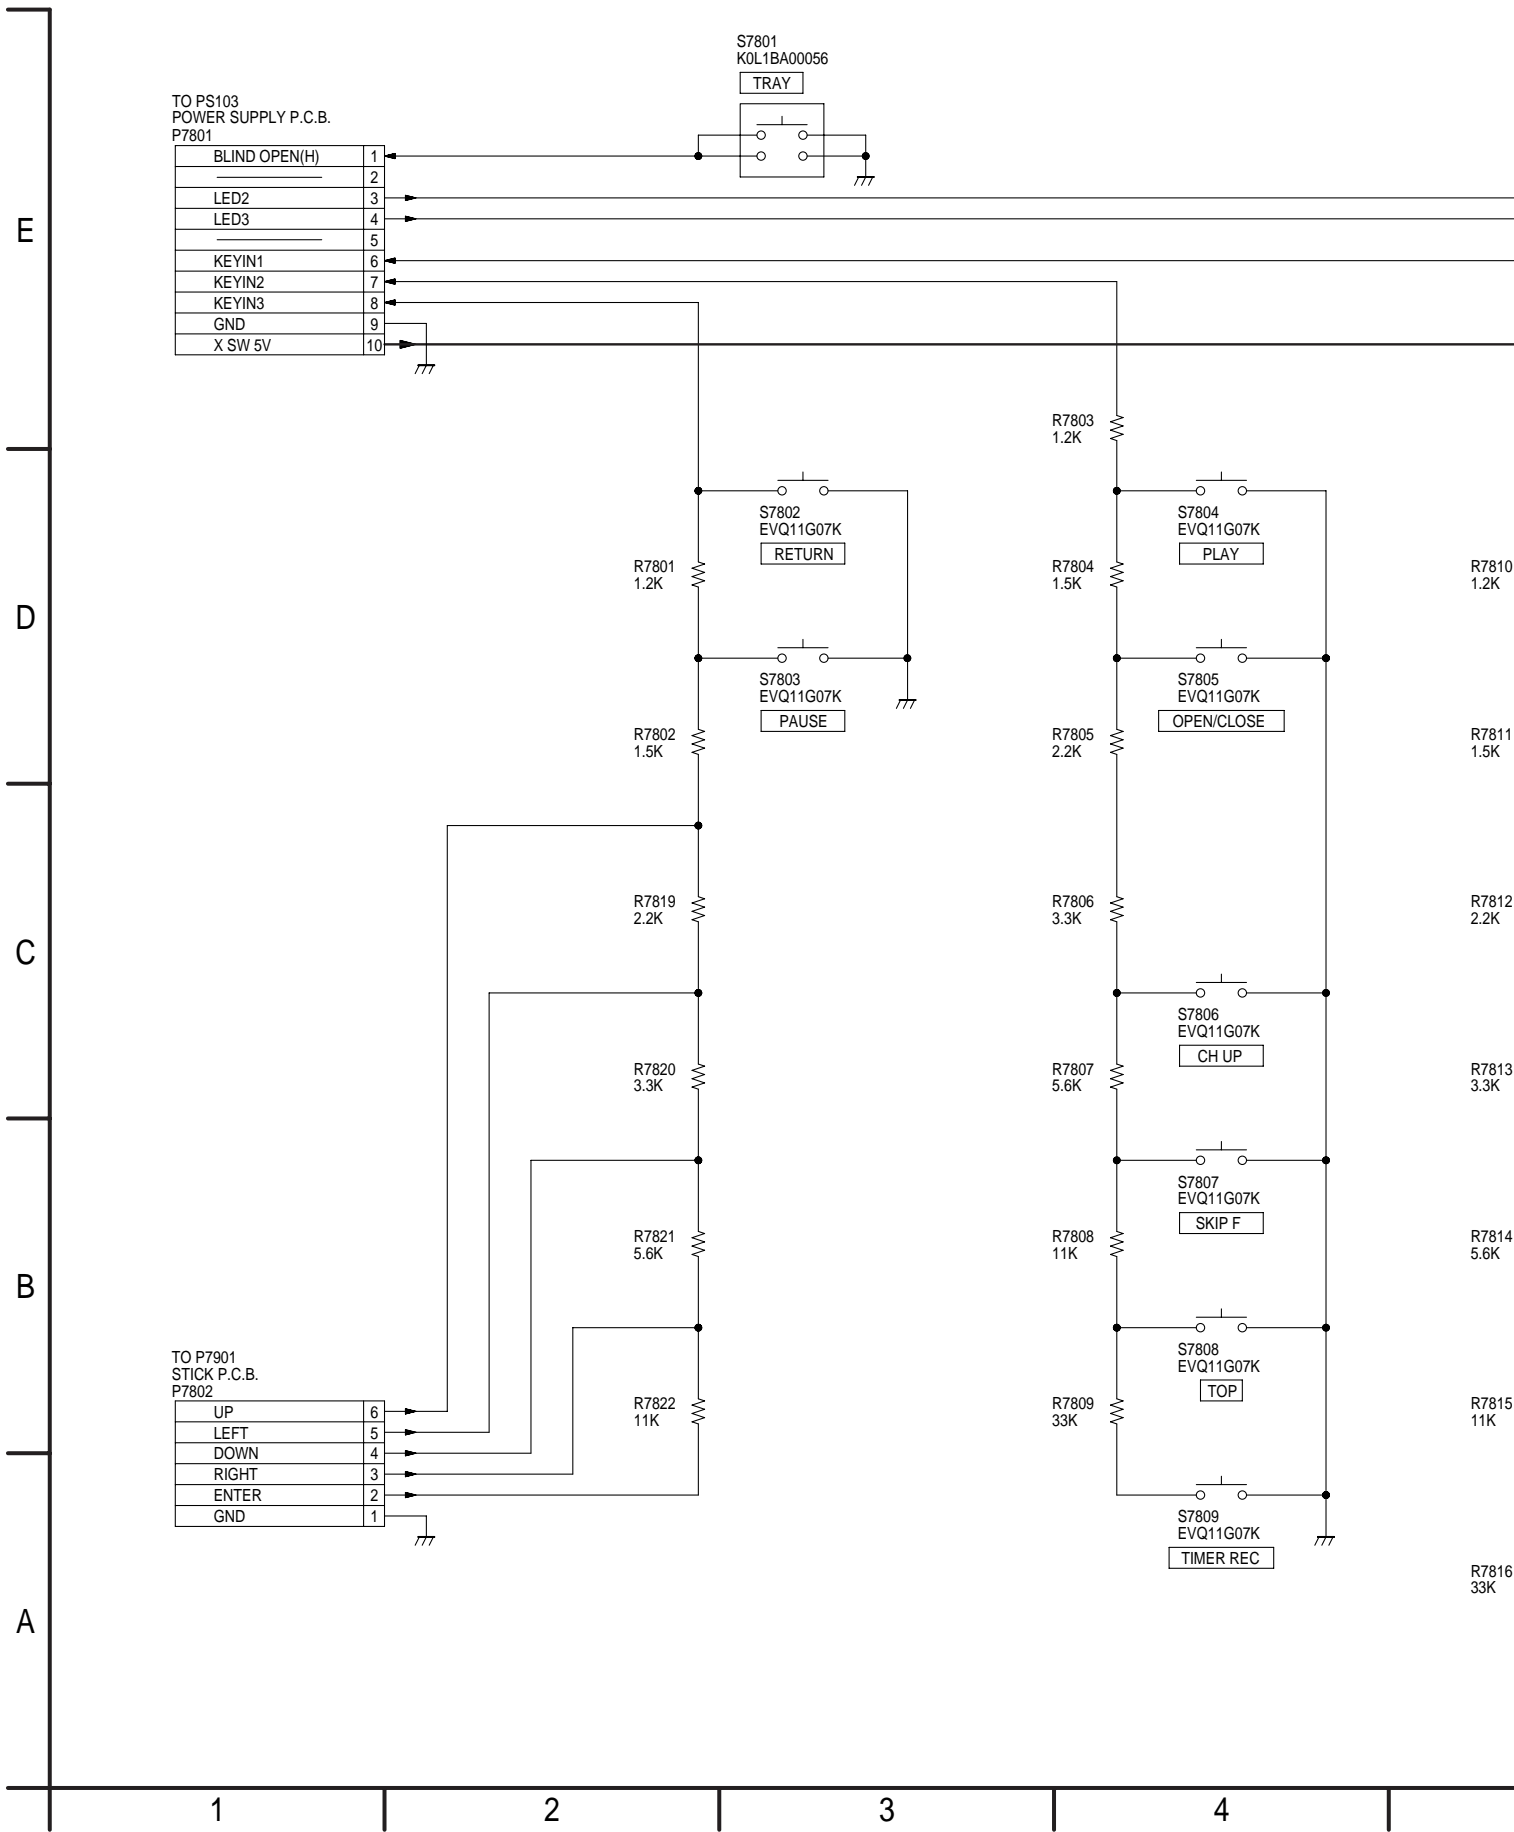 S7801
K0L1BA00056
TRAY
TO PS103
POWER SUPPLY P.C.B.
P7801
BLIND OPEN(H) 1
2
LED2 3
LED3 4
5
KEYIN1 6
KEYIN2 7
KEYIN3 8
GND 9
X SW 5V 10
E
R7803
1.2K
S7802
EVQ11G07K
RETURN
S7804
EVQ11G07K
PLAY
R7801
1.2K
R7804
1.5K
R7810
1.2K
D
S7803
EVQ11G07K
PAUSE
S7805
EVQ11G07K
OPEN/CLOSE
R7802
1.5K
R7805
2.2K
R7811
1.5K
R7819
2.2K
R7806
3.3K
R7812
2.2K
C
S7806
EVQ11G07K
CH UP
R7820
3.3K
R7807
5.6K
R7813
3.3K
S7807
EVQ11G07K
SKIP F
R7821
5.6K
R7808
11K
R7814
5.6K
B
TO P7901
STICK P.C.B.
P7802
UP 6
LEFT 5
DOWN 4
RIGHT 3
ENTER 2
GND 1
S7808
EVQ11G07K
TOP
R7822
11K
R7809
33K
R7815
11K
S7809
EVQ11G07K
TIMER REC
R7816
33K
A
1 2 3 4